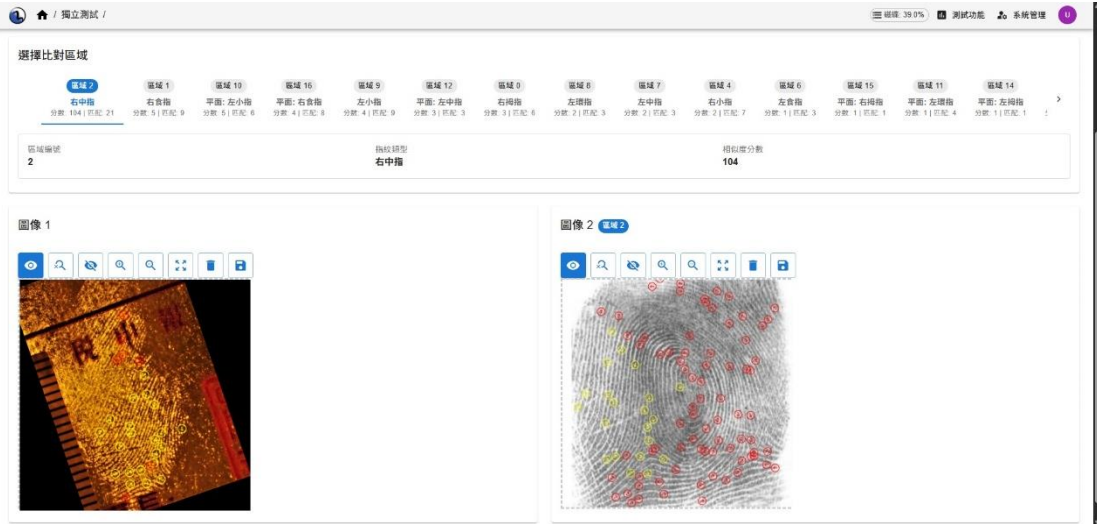 / 獨立測試 /
磁碟: 39.0%
測試功能
系統管理
U
選擇比對區域
區域 2 區域 1 區域 10 區域 16 區域 9 區域 12 區域 0 區域 8 區域 7 區域 4 區域 6 區域 15 區域 11 區域 14
右中指 右食指 平面: 左小指 平面: 右食指 左小指 平面: 左中指 右拇指 左環指 左中指 右小指 左食指 平面: 右拇指 平面: 左環指 平面: 左拇指
分數: 104 | 匹配: 21 分數: 5 | 匹配: 9 分數: 5 | 匹配: 6 分數: 4 | 匹配: 8 分數: 4 | 匹配: 9 分數: 3 | 匹配: 3 分數: 3 | 匹配: 6 分數: 2 | 匹配: 3 分數: 2 | 匹配: 3 分數: 2 | 匹配: 7 分數: 1 | 匹配: 3 分數: 1 | 匹配: 1 分數: 1 | 匹配: 4 分數: 1 | 匹配: 1
區域編號 指紋類型 相似度分數
2 右中指 104
圖像 1
圖像 2 區域 2